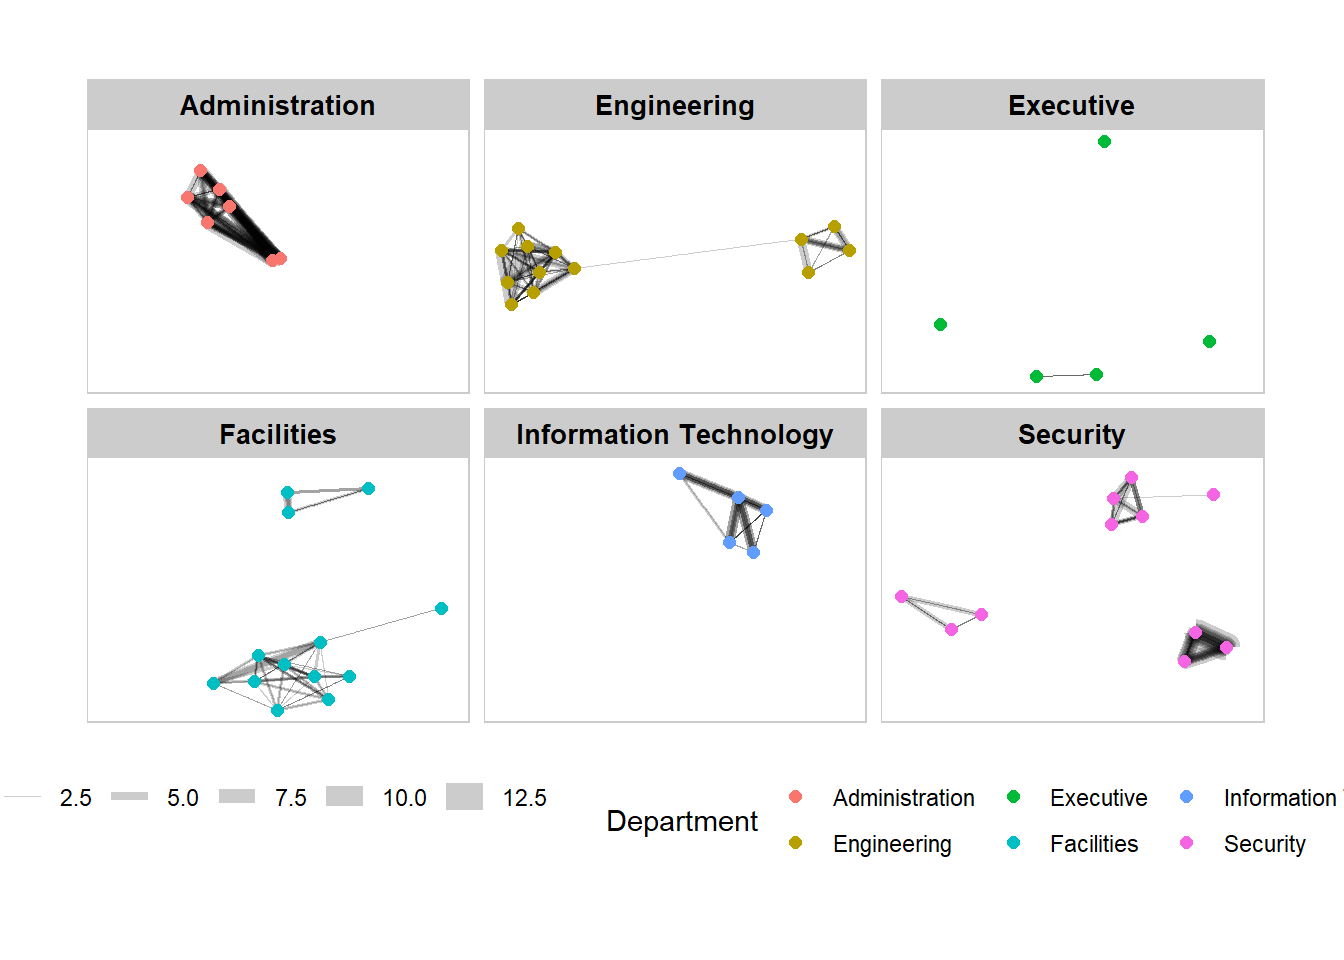 Administration
Engineering
Executive
Facilities
Information Technology
Security
2.5 5.0 7.5 10.0 12.5
Department
Administration Executive Information
Engineering Facilities Security